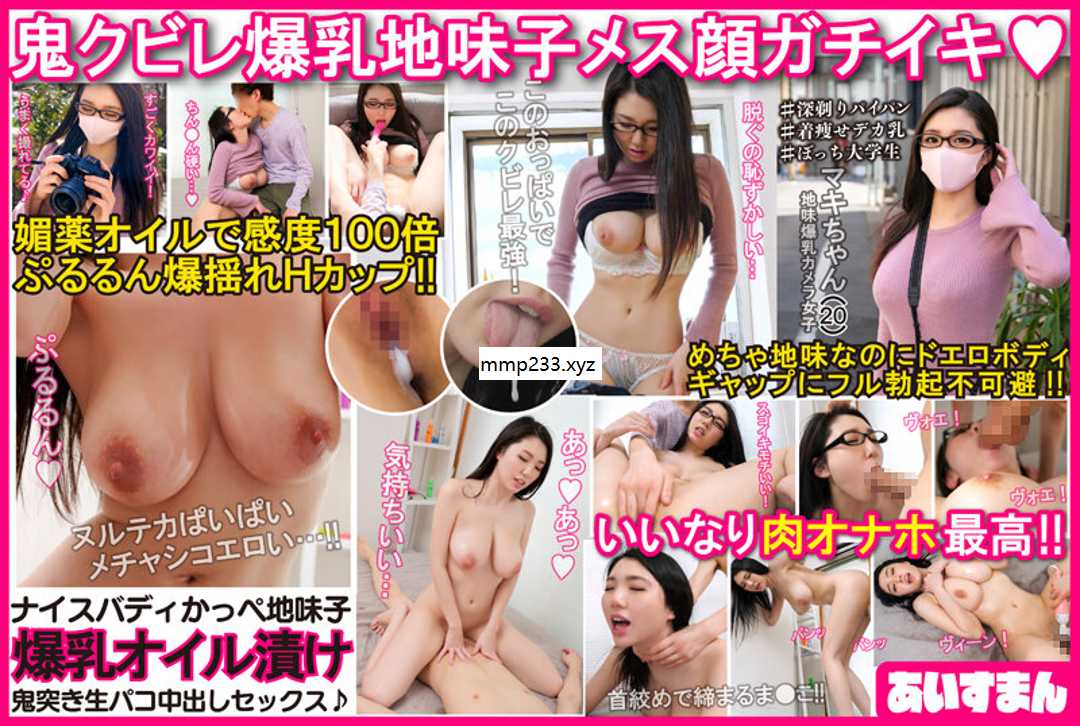 鬼クビレ爆乳地味子メス顔ガチイキ♥
うまく撮れてる♪
すごくカワイイ!
ちん●ん硬い…♥
このおっぱいで
このクビレ最強!
脱ぐの恥ずかしい…
#深剃りパイパン
#着痩せデカ乳
#ぼっち大学生
マキちゃん(20)
地味爆乳カメラ女子
媚薬オイルで感度100倍
ぷるるん爆揺れHカップ!!
mmp233.xyz
めちゃ地味なのにドエロボディ
ギャップにフル勃起不可避!!
ぷるるん♥
ヌルテカぱいぱい
メチャシコエロい…!!
気持ちいい…
あっ♥あっ♥
スゴイキモチいい!
ヴォエ!
ヴォエ!
いいなり肉オナホ最高!!
ナイスバディかっぺ地味子
爆乳オイル漬け
鬼突き生パコ中出しセックス♪
首絞めで締まるま●こ!!
パンッ
パンッ
ヴィーン!
あいすまん